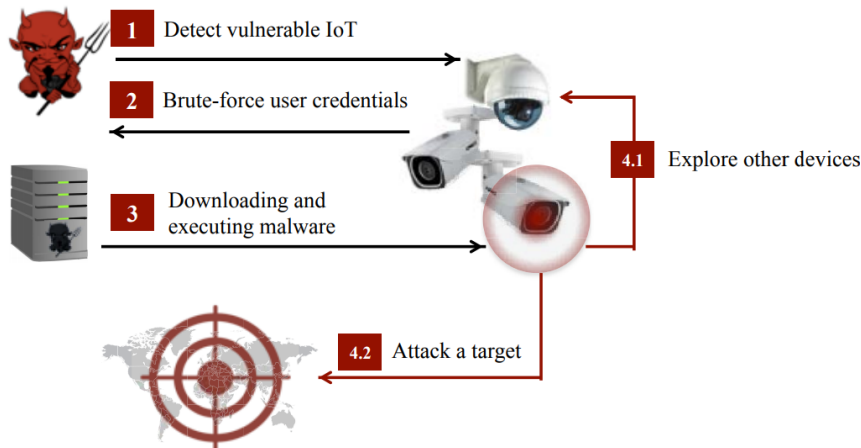 1 Detect vulnerable IoT
2 Brute-force user credentials
4.1 Explore other devices
3 Downloading and
executing malware
4.2 Attack a target